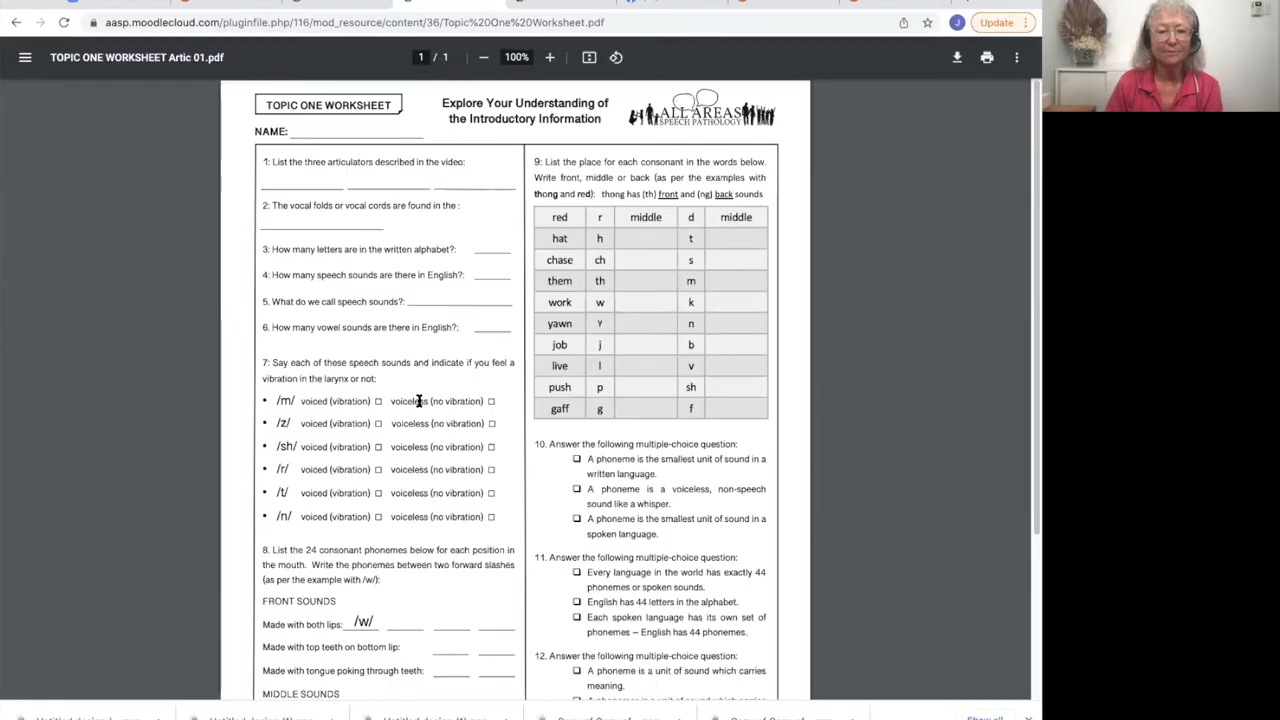 aasp.moodlecloud.com/pluginfile.php/116/mod_resource/content/36/Topic%20One%20Worksheet.pdf
J
Update
TOPIC ONE WORKSHEET Artic 01.pdf
1 / 1
100%
TOPIC ONE WORKSHEET
Explore Your Understanding of
the Introductory Information
ALL AREAS
SPEECH PATHOLOGY
NAME:
1: List the three articulators described in the video:
2: The vocal folds or vocal cords are found in the :
3: How many letters are in the written alphabet?:
4: How many speech sounds are there in English?:
5. What do we call speech sounds?:
6: How many vowel sounds are there in English?:
7: Say each of these speech sounds and indicate if you feel a
vibration in the larynx or not:
• /m/ voiced (vibration) □ voiceless (no vibration) □
• /z/ voiced (vibration) □ voiceless (no vibration) □
• /sh/ voiced (vibration) □ voiceless (no vibration) □
• /r/ voiced (vibration) □ voiceless (no vibration) □
• /t/ voiced (vibration) □ voiceless (no vibration) □
• /n/ voiced (vibration) □ voiceless (no vibration) □
8. List the 24 consonant phonemes below for each position in
the mouth. Write the phonemes between two forward slashes
(as per the example with /w/):
FRONT SOUNDS
Made with both lips: /w/
Made with top teeth on bottom lip:
Made with tongue poking through teeth:
MIDDLE SOUNDS
9: List the place for each consonant in the words below.
Write front, middle or back (as per the examples with
thong and red): thong has (th) front and (ng) back sounds
red r middle d middle
hat h t
chase ch s
them th m
work w k
yawn y n
job j b
live l v
push p sh
gaff g f
10. Answer the following multiple-choice question:
❏ A phoneme is the smallest unit of sound in a
written language.
❏ A phoneme is a voiceless, non-speech
sound like a whisper.
❏ A phoneme is the smallest unit of sound in a
spoken language.
11. Answer the following multiple-choice question:
❏ Every language in the world has exactly 44
phonemes or spoken sounds.
❏ English has 44 letters in the alphabet.
❏ Each spoken language has its own set of
phonemes – English has 44 phonemes.
12. Answer the following multiple-choice question:
❏ A phoneme is a unit of sound which carries
meaning.